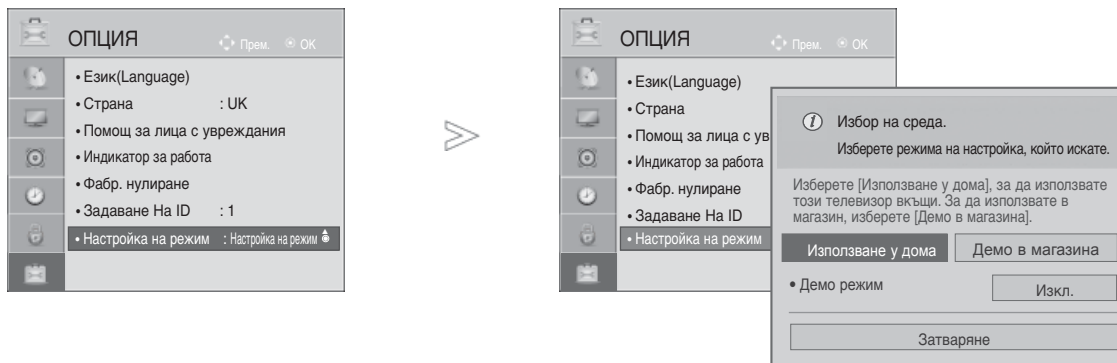 ОПЦИЯ
Прем. OK
• Език(Language)
• Страна : UK
• Помощ за лица с увреждания
• Индикатор за работа
• Фабр. нулиране
• Задаване На ID : 1
• Настройка на режим : Настройка на режим
ОПЦИЯ
Прем. OK
• Език(Language)
• Страна
• Помощ за лица с ув
• Индикатор за работа
• Фабр. нулиране
• Задаване На ID
• Настройка на режим
Избор на среда.
Изберете режима на настройка, който искате.
Изберете [Използване у дома], за да използвате
този телевизор вкъщи. За да използвате в
магазин, изберете [Демо в магазина].
Използване у дома Демо в магазина
• Демо режим Изкл.
Затваряне